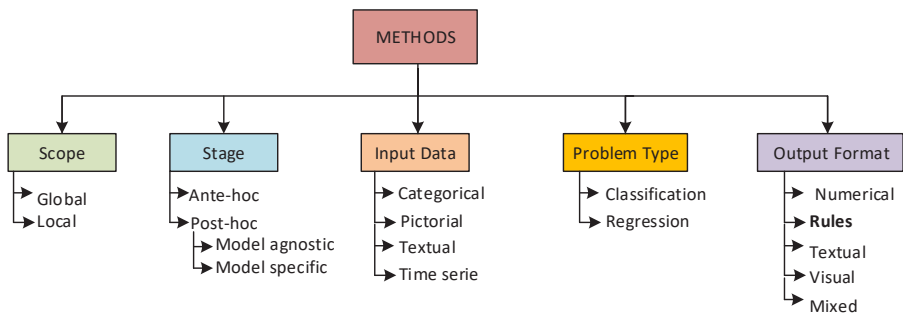 METHODS
Scope
Global
Local
Stage
Ante-hoc
Post-hoc
Model agnostic
Model specific
Input Data
Categorical
Pictorial
Textual
Time serie
Problem Type
Classification
Regression
Output Format
Numerical
Rules
Textual
Visual
Mixed